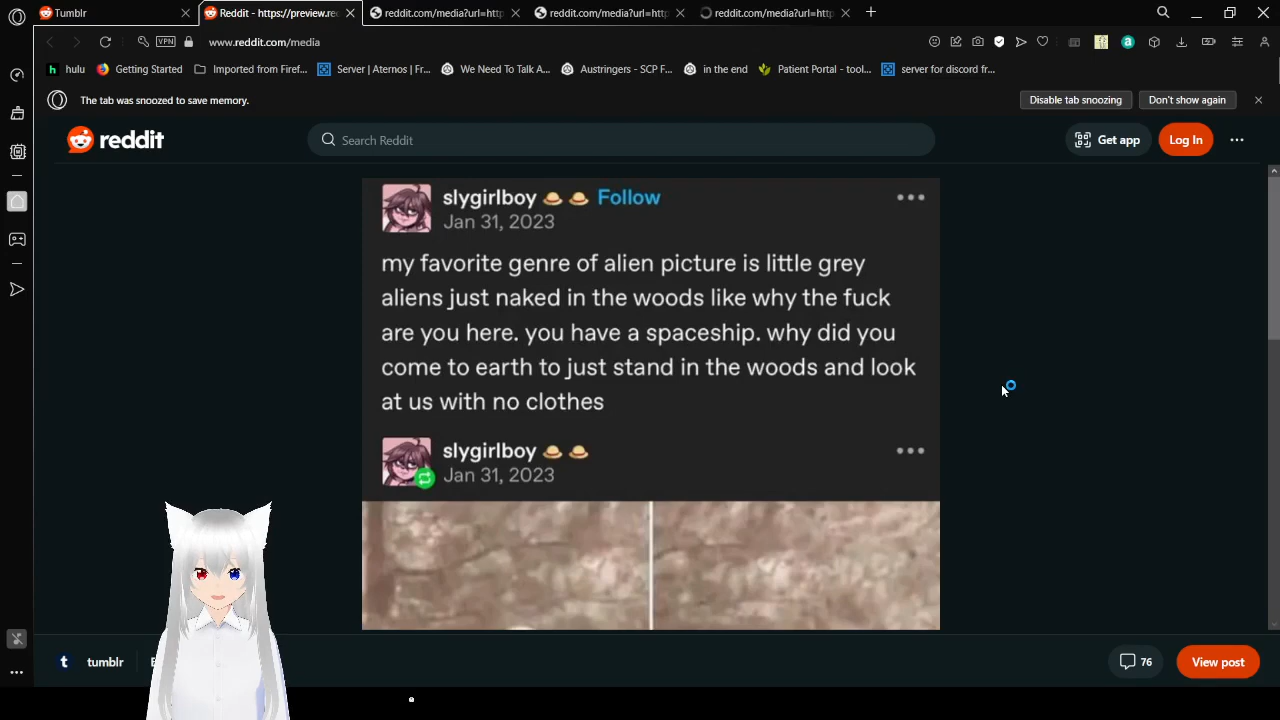 Tumblr
Reddit - https://preview.re
reddit.com/media?url=http
reddit.com/media?url=http
reddit.com/media?url=http
VPN
www.reddit.com/media
hulu
Getting Started
Imported from Firef...
Server | Aternos | Fr...
We Need To Talk A...
Austringers - SCP F...
in the end
Patient Portal - tool...
server for discord fr...
The tab was snoozed to save memory.
Disable tab snoozing
Don't show again
reddit
Search Reddit
Get app
Log In
slygirlboy Follow
Jan 31, 2023
my favorite genre of alien picture is little grey
aliens just naked in the woods like why the fuck
are you here. you have a spaceship. why did you
come to earth to just stand in the woods and look
at us with no clothes
slygirlboy
Jan 31, 2023
t tumblr
76
View post